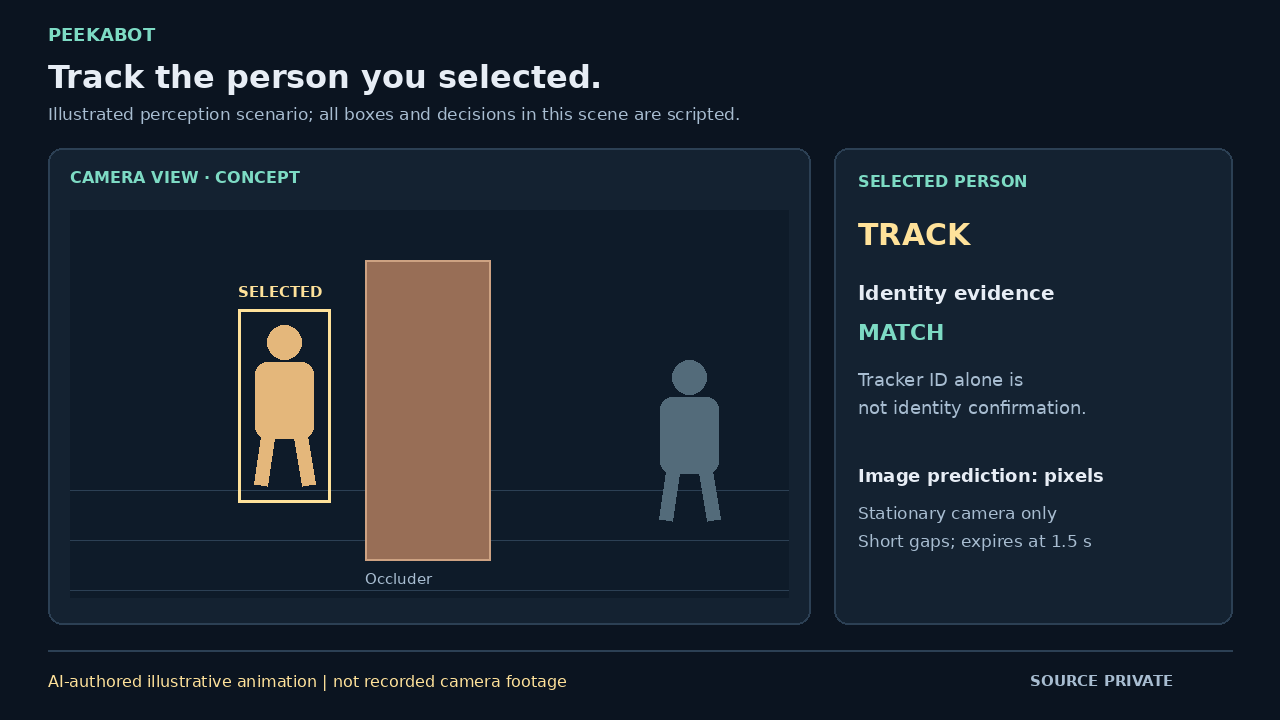 PEEKABOT
Track the person you selected.
Illustrated perception scenario; all boxes and decisions in this scene are scripted.
CAMERA VIEW · CONCEPT
SELECTED
Occluder
SELECTED PERSON
TRACK
Identity evidence
MATCH
Tracker ID alone is
not identity confirmation.
Image prediction: pixels
Stationary camera only
Short gaps; expires at 1.5 s
AI-authored illustrative animation | not recorded camera footage
SOURCE PRIVATE